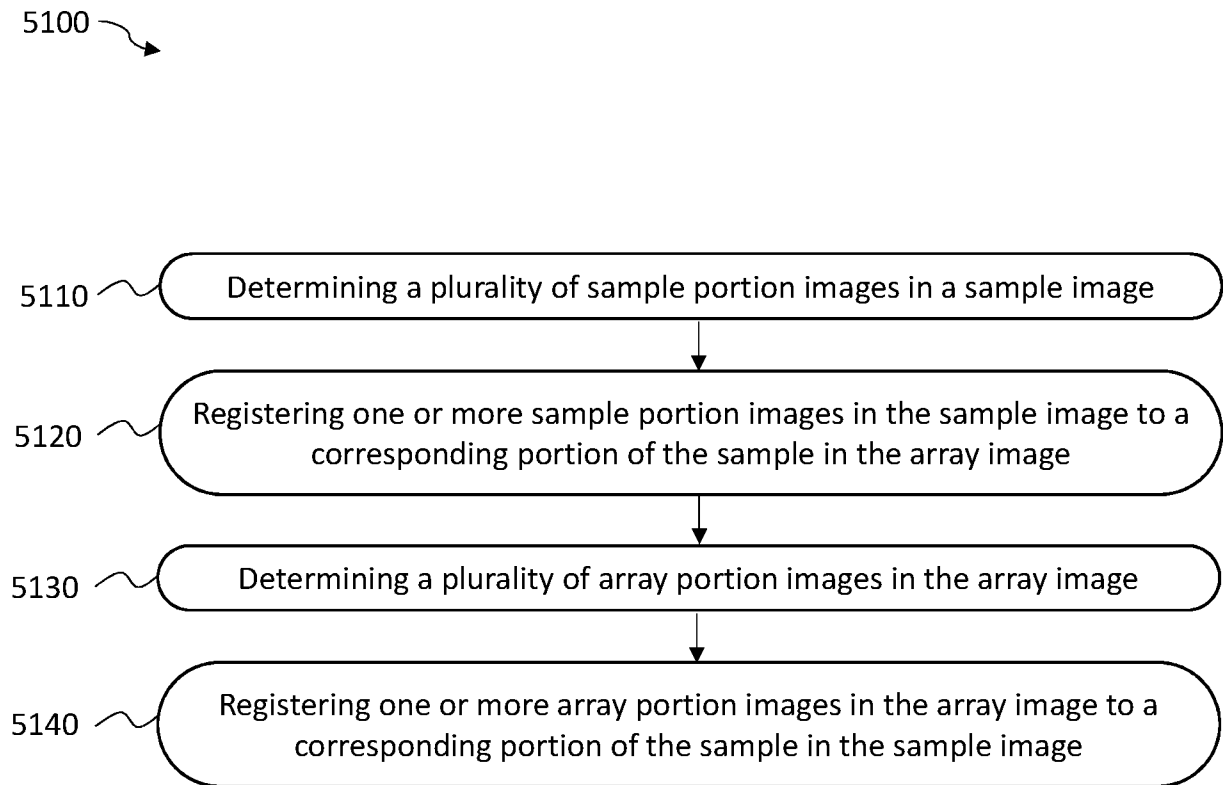 5100
5110
Determining a plurality of sample portion images in a sample image
5120
Registering one or more sample portion images in the sample image to a
corresponding portion of the sample in the array image
5130
Determining a plurality of array portion images in the array image
5140
Registering one or more array portion images in the array image to a
corresponding portion of the sample in the sample image